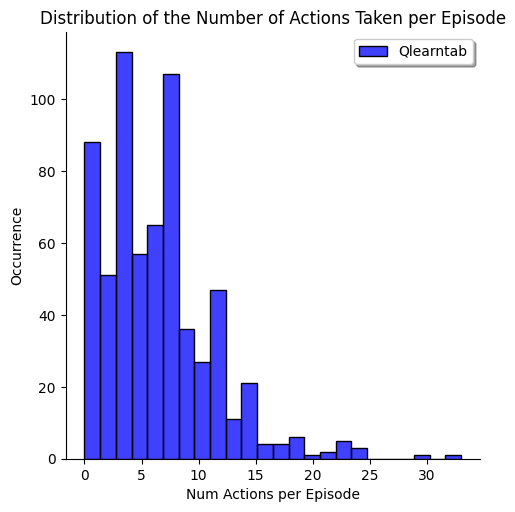 Distribution of the Number of Actions Taken per Episode
Qlearntab
Occurrence
100
80
60
40
20
0
0 5 10 15 20 25 30
Num Actions per Episode